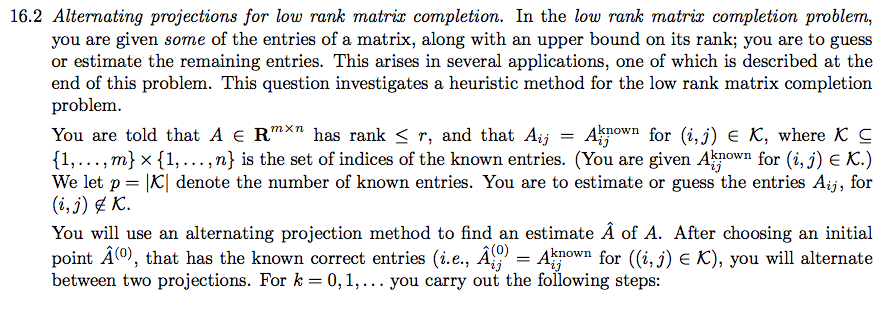 16.2 Alternating projections for low rank matrix completion. In the low rank matrix completion problem,
you are given some of the entries of a matrix, along with an upper bound on its rank; you are to guess
or estimate the remaining entries. This arises in several applications, one of which is described at the
end of this problem. This question investigates a heuristic method for the low rank matrix completion
problem.
You are told that A ∈ R^{m×n} has rank ≤ r, and that A_{ij} = A_{ij}^{known} for (i, j) ∈ K, where K ⊆
{1, . . . , m} × {1, . . . , n} is the set of indices of the known entries. (You are given A_{ij}^{known} for (i, j) ∈ K.)
We let p = |K| denote the number of known entries. You are to estimate or guess the entries A_{ij}, for
(i, j) ∉ K.
You will use an alternating projection method to find an estimate Â of A. After choosing an initial
point Â^{(0)}, that has the known correct entries (i.e., Â_{ij}^{(0)} = A_{ij}^{known} for ((i, j) ∈ K), you will alternate
between two projections. For k = 0, 1, . . . you carry out the following steps: